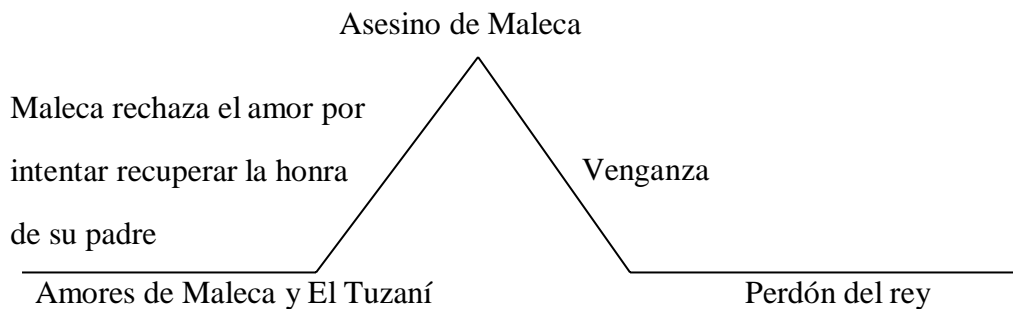 Asesino de Maleca
Maleca rechaza el amor por
intentar recuperar la honra
de su padre
Venganza
Amores de Maleca y El Tuzaní
Perdón del rey